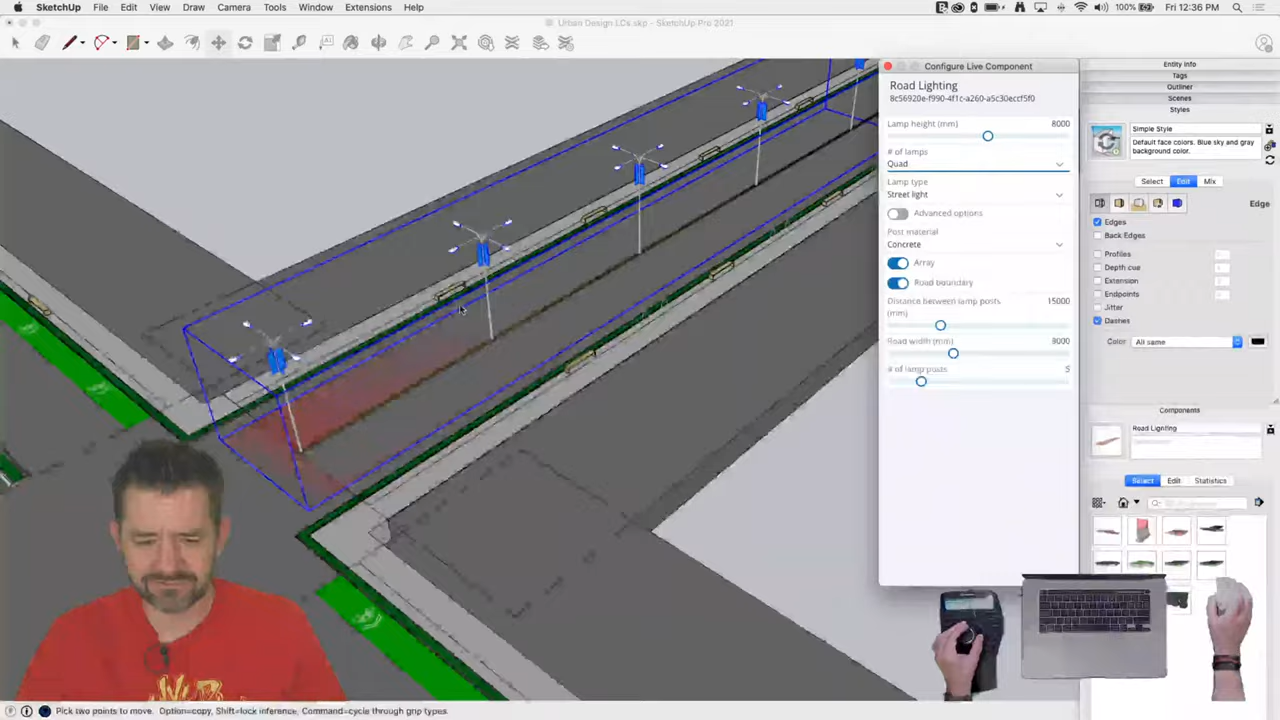 SketchUp File Edit View Draw Camera Tools Window Extensions Help 100% Fri 12:36 PM
Urban Design LCs.skp - SketchUp Pro 2021
Configure Live Component
Road Lighting
8c56920e-f990-4f1c-a260-a5c30eccf5f0
Lamp height (mm) 8000
# of lamps
Quad
Lamp type
Street light
Advanced options
Post material
Concrete
Array
Road boundary
Distance between lamp posts (mm) 15000
Road width (mm) 8000
# of lamp posts 5
Entity Info
Tags
Outliner
Scenes
Styles
Simple Style
Default face colors. Blue sky and gray background color.
Select Edit Mix
Edge
Edges
Back Edges
Profiles
Depth cue
Extension
Endpoints
Jitter
Dashes
Color All same
Components
Road Lighting
Select Edit Statistics
Pick two points to move. Option=copy, Shift=lock inference, Command=cycle through grip types.